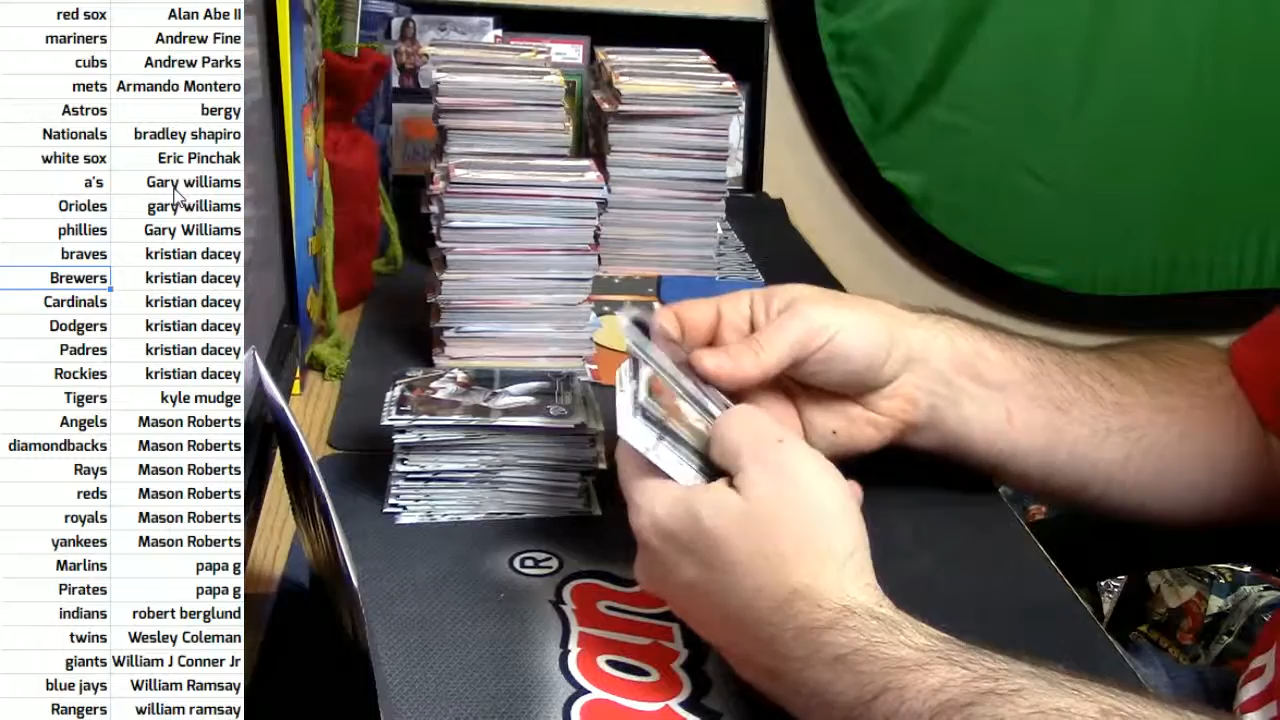 red sox Alan Abe II
mariners Andrew Fine
cubs Andrew Parks
mets Armando Montero
Astros bergy
Nationals bradley shapiro
white sox Eric Pinchak
a's Gary williams
Orioles gary williams
phillies Gary Williams
braves kristian dacey
Brewers kristian dacey
Cardinals kristian dacey
Dodgers kristian dacey
Padres kristian dacey
Rockies kristian dacey
Tigers kyle mudge
Angels Mason Roberts
diamondbacks Mason Roberts
Rays Mason Roberts
reds Mason Roberts
royals Mason Roberts
yankees Mason Roberts
Marlins papa g
Pirates papa g
indians robert berglund
twins Wesley Coleman
giants William J Conner Jr
blue jays William Ramsay
Rangers william ramsay
®
an